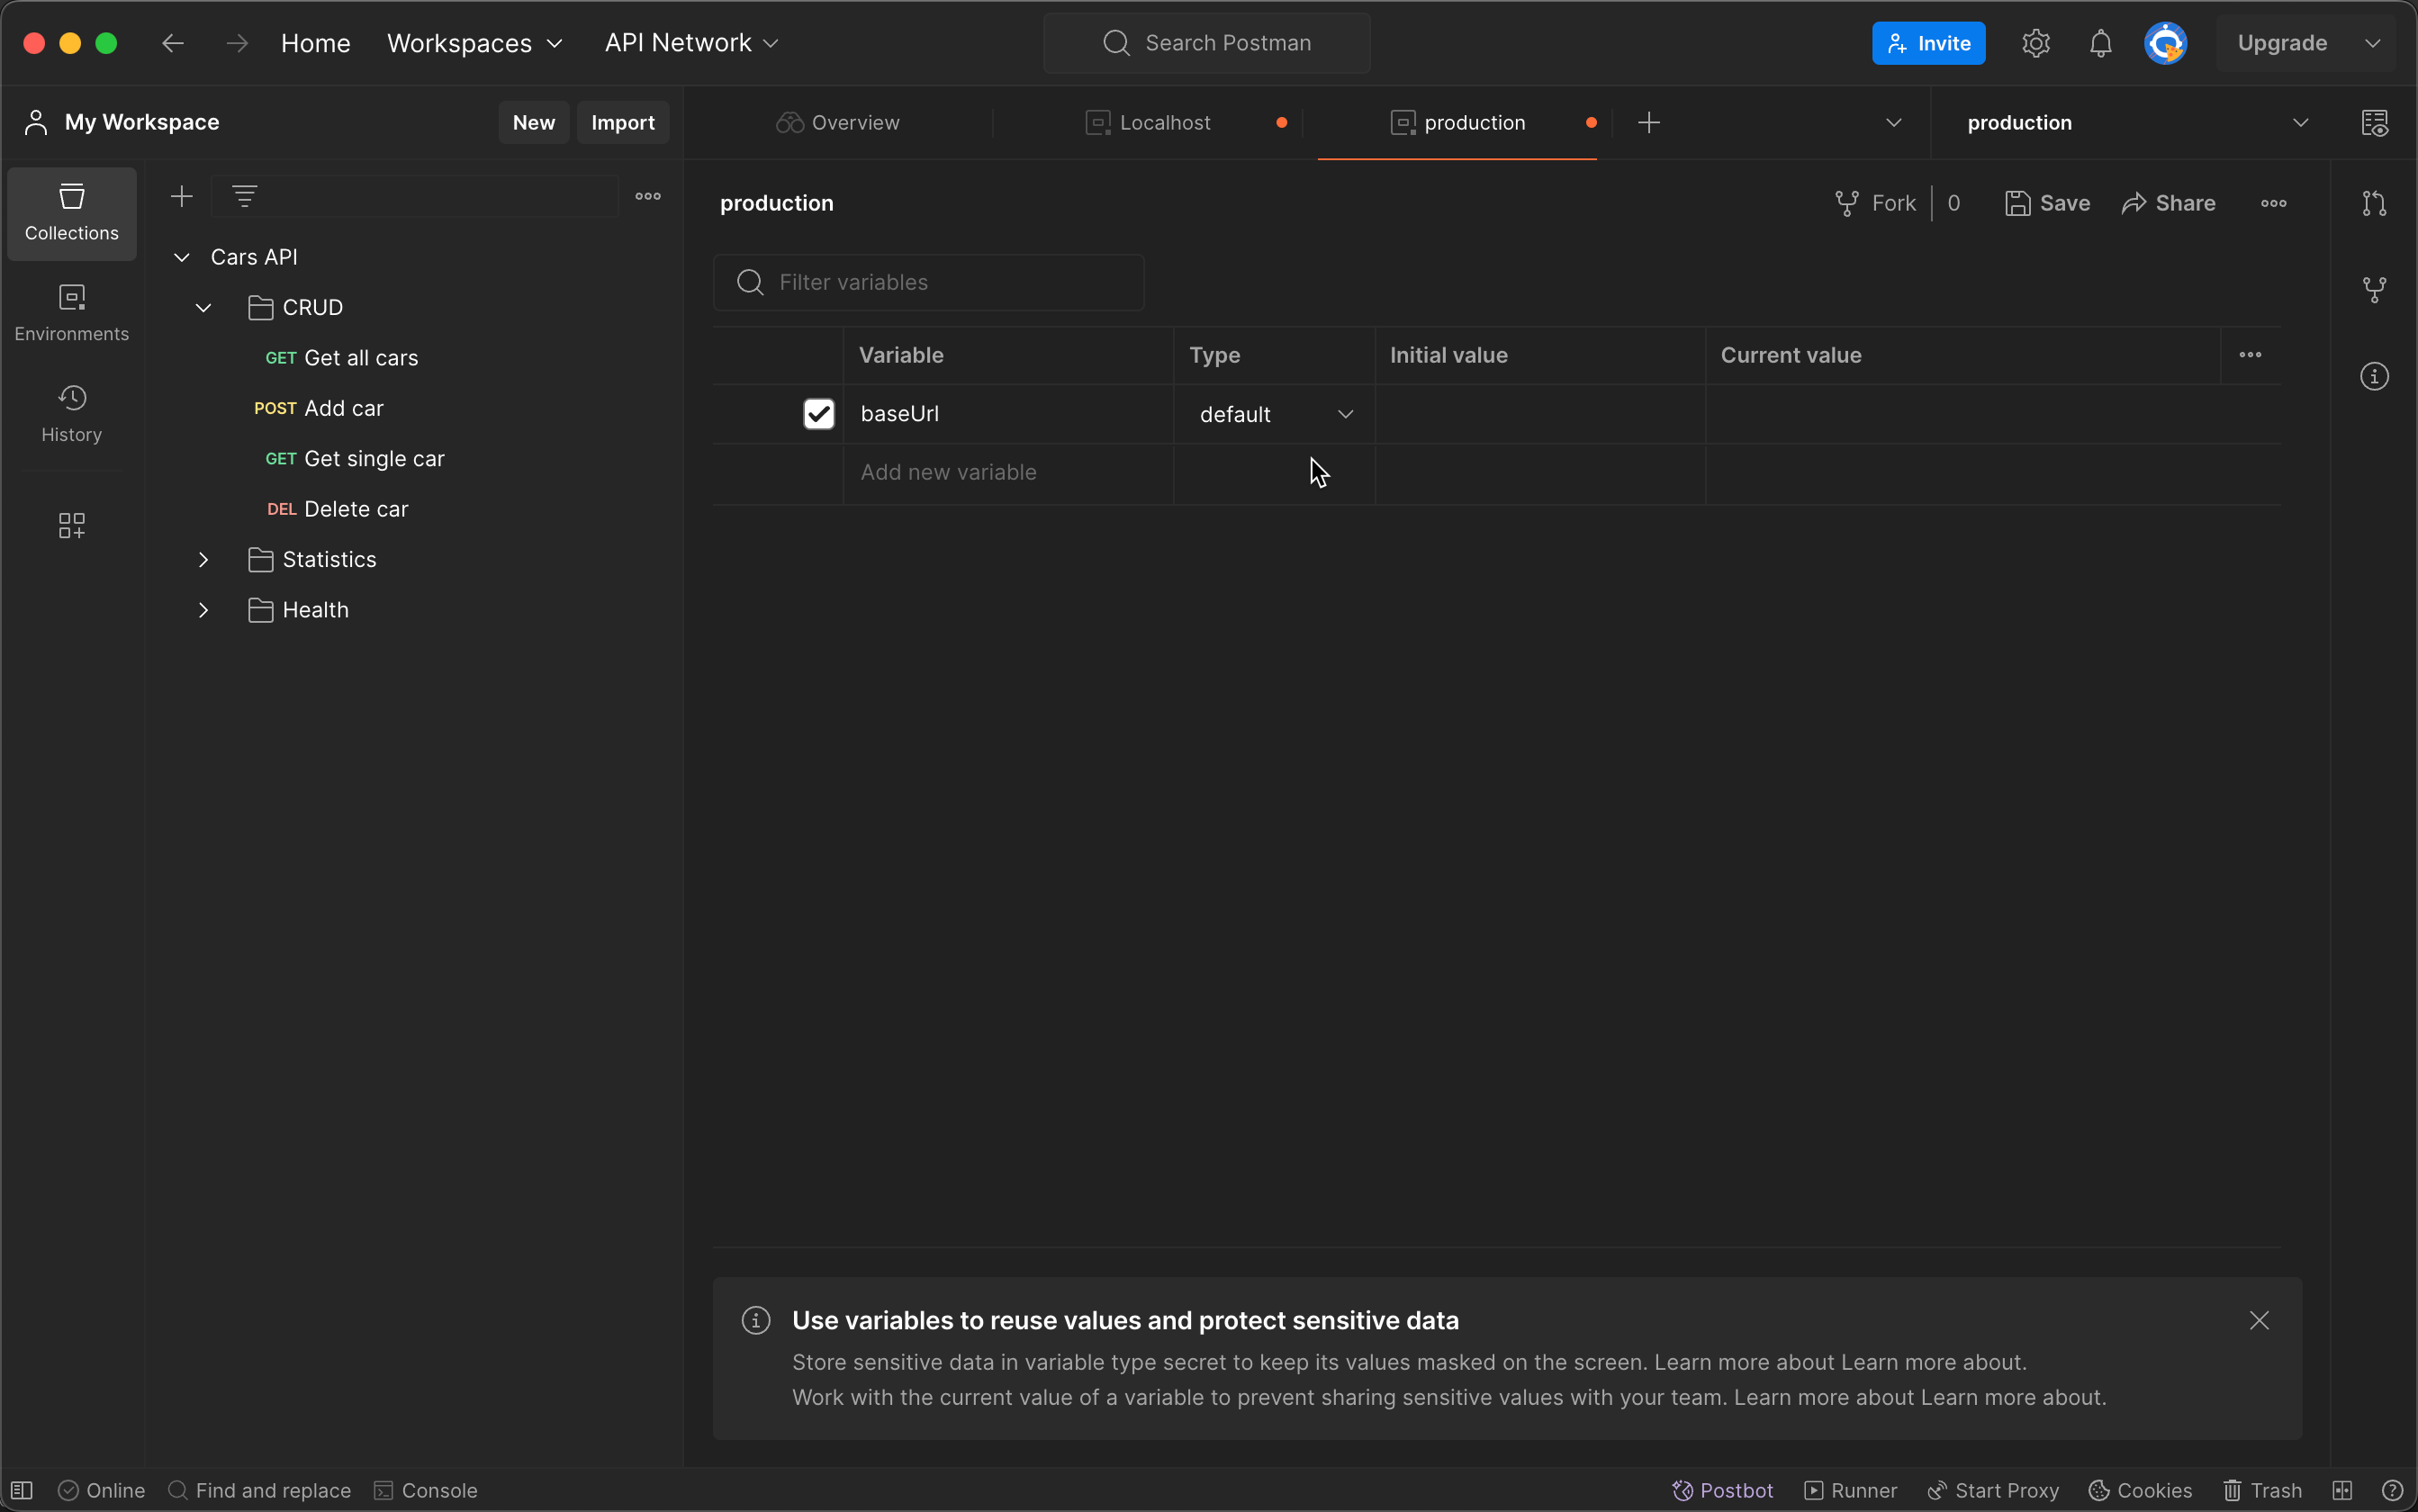 Home Workspaces API Network Search Postman Invite Upgrade
My Workspace New Import Overview Localhost production production
Collections
Environments
History
Cars API
CRUD
GET Get all cars
POST Add car
GET Get single car
DEL Delete car
Statistics
Health
production Fork 0 Save Share
Filter variables
Variable Type Initial value Current value
baseUrl default
Add new variable
Use variables to reuse values and protect sensitive data
Store sensitive data in variable type secret to keep its values masked on the screen. Learn more about Learn more about.
Work with the current value of a variable to prevent sharing sensitive values with your team. Learn more about Learn more about.
Online Find and replace Console Postbot Runner Start Proxy Cookies Trash